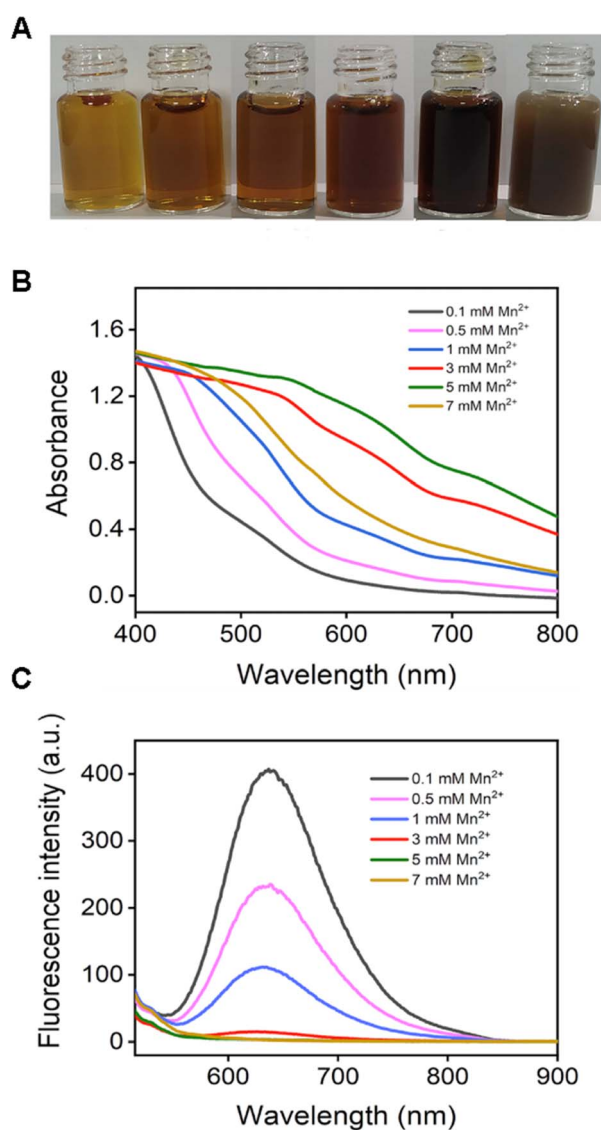 A
B
Absorbance
1.6
1.2
0.8
0.4
0.0
0.1 mM Mn²⁺
0.5 mM Mn²⁺
1 mM Mn²⁺
3 mM Mn²⁺
5 mM Mn²⁺
7 mM Mn²⁺
400 500 600 700 800
Wavelength (nm)
C
Fluorescence intensity (a.u.)
400
300
200
100
0
0.1 mM Mn²⁺
0.5 mM Mn²⁺
1 mM Mn²⁺
3 mM Mn²⁺
5 mM Mn²⁺
7 mM Mn²⁺
600 700 800 900
Wavelength (nm)